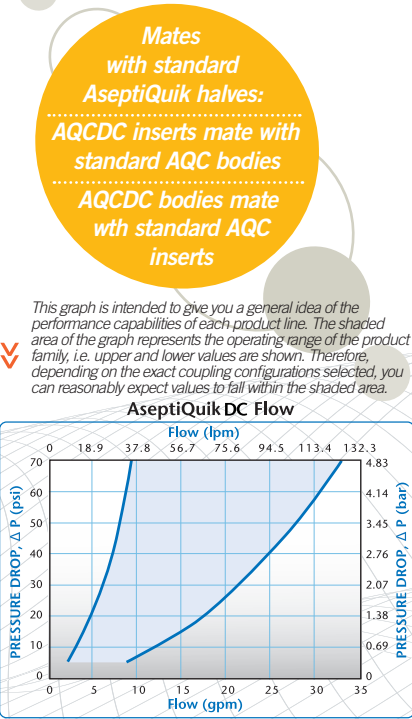 Mates
with standard
AseptiQuik halves:
AQCDC inserts mate with
standard AQC bodies
AQCDC bodies mate
wth standard AQC
inserts
This graph is intended to give you a general idea of the
performance capabilities of each product line. The shaded
area of the graph represents the operating range of the product
family, i.e. upper and lower values are shown. Therefore,
depending on the exact coupling configurations selected, you
can reasonably expect values to fall within the shaded area.
AseptiQuik DC Flow
Flow (lpm)
0 18.9 37.8 56.7 75.6 94.5 113.4 132.3
PRESSURE DROP, Δ P (psi)
70
60
50
40
30
20
10
0
4.83
4.14
3.45
2.76
2.07
1.38
0.69
0
PRESSURE DROP, Δ P (bar)
0 5 10 15 20 25 30 35
Flow (gpm)